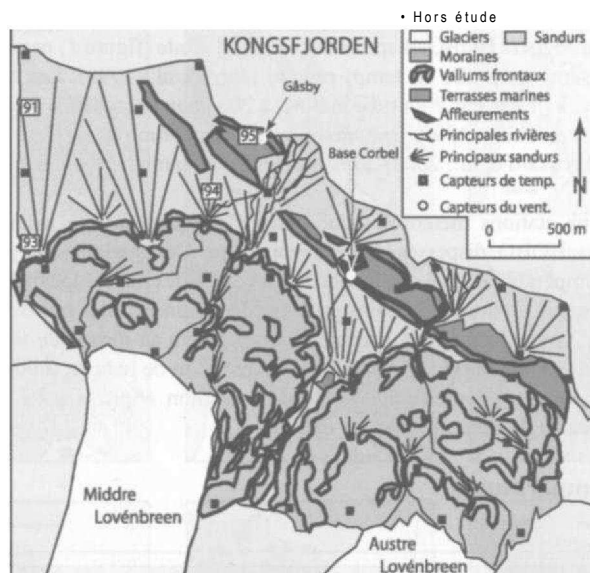 • Hors étude
Glaciers Sandurs
Moraines
Vallums frontaux
Terrasses marines
Affleurements
Principales rivières
Principaux sandurs
Capteurs de temp.
Capteurs du vent.
N
0 500 m
KONGSFJORDEN
Gåsby
91
95
Base Corbel
94
93
Middre
Lovénbreen
Austre
Lovénbreen